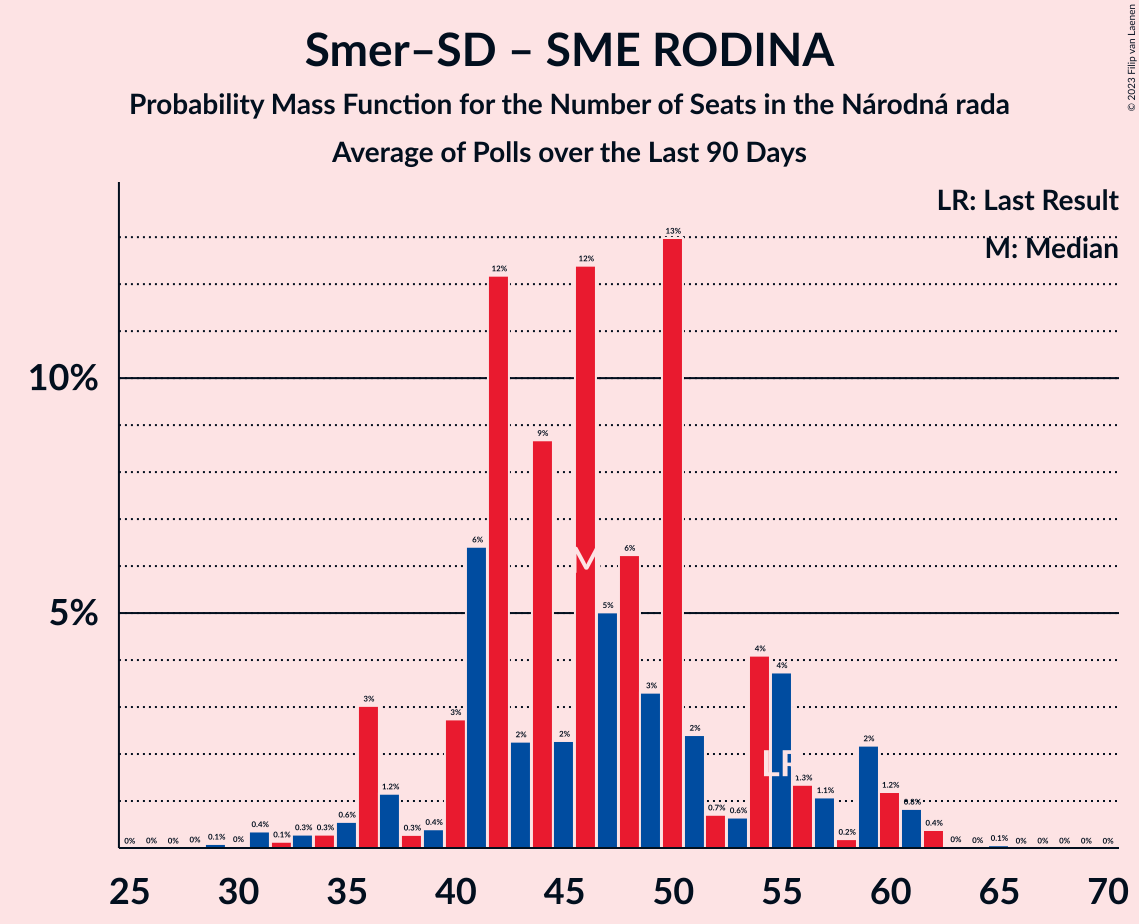 Smer–SD – SME RODINA
Probability Mass Function for the Number of Seats in the Národná rada
Average of Polls over the Last 90 Days
© 2023 Filip van Laenen
LR: Last Result
M: Median
10%
5%
0% 0% 0% 0% 0.1% 0% 0.4% 0.1% 0.3% 0.3% 0.6% 3% 1.2% 0.3% 0.4% 3% 6% 12% 2% 9% 2% 12% 5% 6% 3% 13% 2% 0.7% 0.6% 4% 4% 1.3% 1.1% 0.2% 2% 1.2% 0.8% 0.4% 0% 0% 0.1% 0% 0% 0% 0% 0%
M
LR
25 30 35 40 45 50 55 60 65 70